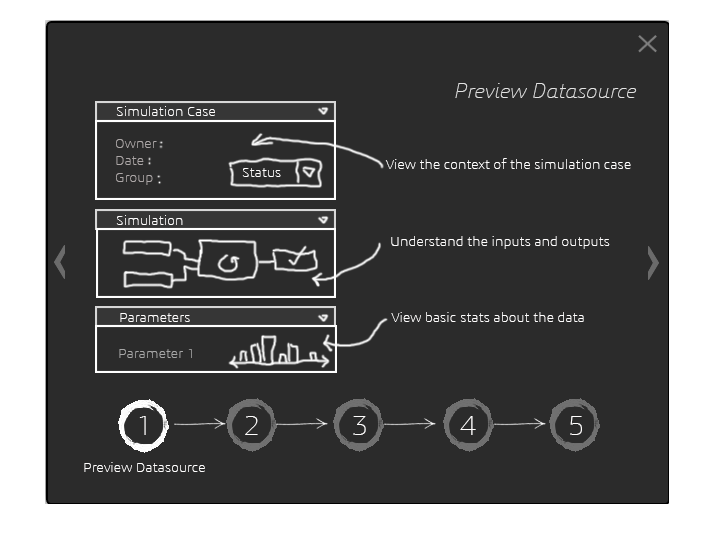 Preview Datasource
Simulation Case
Owner:
Date :
Group :
Status
View the context of the simulation case
Simulation
Understand the inputs and outputs
Parameters
Parameter 1
View basic stats about the data
1 2 3 4 5
Preview Datasource